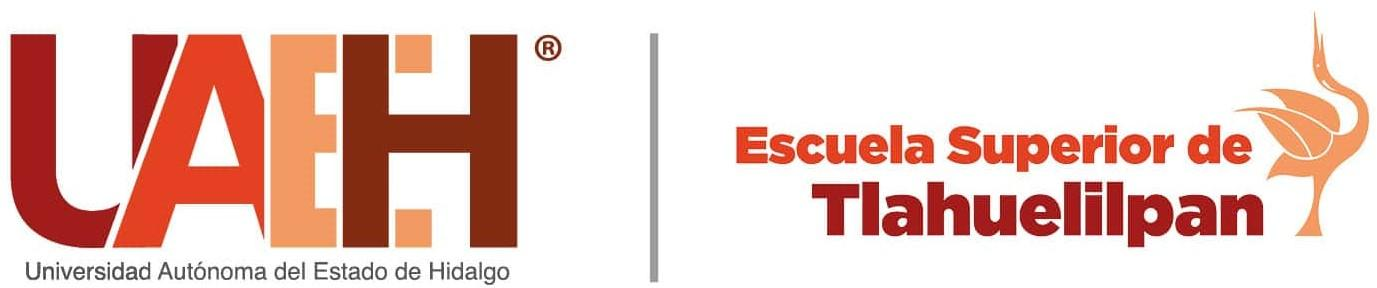 UAEH®
Universidad Autónoma del Estado de Hidalgo
Escuela Superior de
Tlahuelilpan